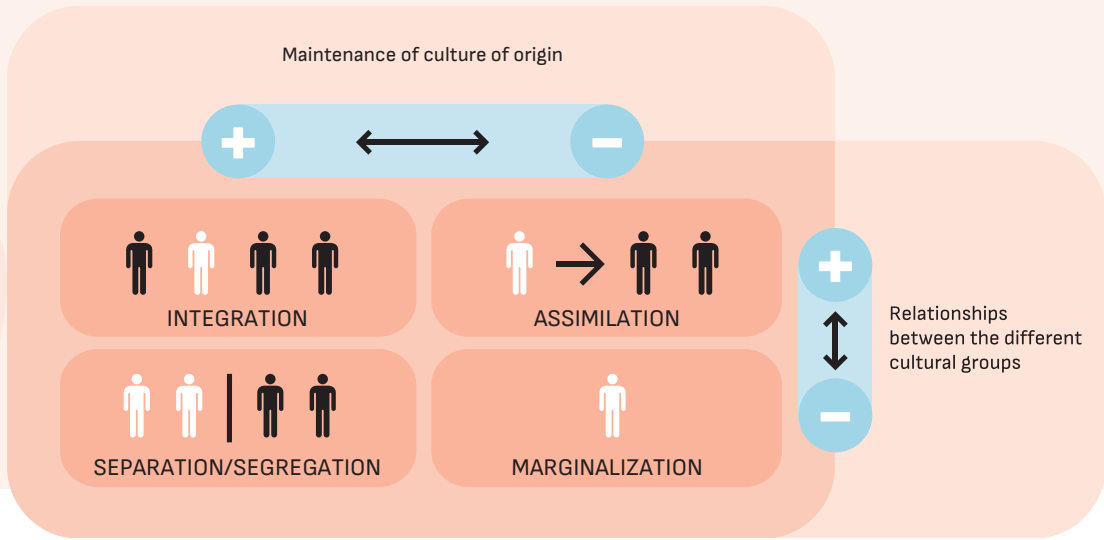 Maintenance of culture of origin
INTEGRATION
ASSIMILATION
SEPARATION/SEGREGATION
MARGINALIZATION
Relationships
between the different
cultural groups